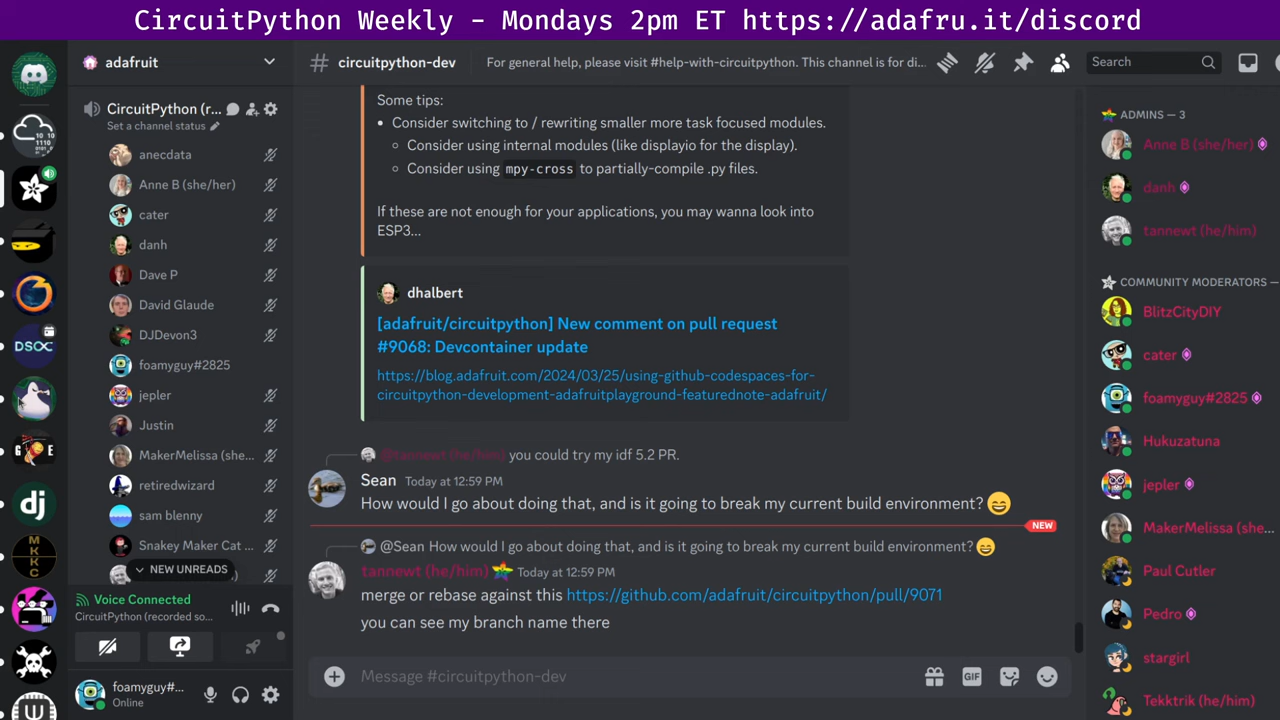 CircuitPython Weekly - Mondays 2pm ET https://adafru.it/discord
adafruit
CircuitPython (r...
Set a channel status
anecdata
Anne B (she/her)
cater
danh
Dave P
David Glaude
DJDevon3
foamyguy#2825
jepler
Justin
MakerMelissa (she...
retiredwizard
sam blenny
Snakey Maker Cat ...
NEW UNREADS
Voice Connected
CircuitPython (recorded so...
foamyguy#...
Online
DSOC
MK
KC
# circuitpython-dev
For general help, please visit #help-with-circuitpython. This channel is for di...
Search
Some tips:
• Consider switching to / rewriting smaller more task focused modules.
Consider using internal modules (like displayio for the display).
Consider using mpy-cross to partially-compile .py files.
If these are not enough for your applications, you may wanna look into
ESP3...
dhalbert
[adafruit/circuitpython] New comment on pull request
#9068: Devcontainer update
https://blog.adafruit.com/2024/03/25/using-github-codespaces-for-
circuitpython-development-adafruitplayground-featurednote-adafruit/
@tannewt (he/him) you could try my idf 5.2 PR.
Sean Today at 12:59 PM
How would I go about doing that, and is it going to break my current build environment?
NEW
@Sean How would I go about doing that, and is it going to break my current build environment?
tannewt (he/him) Today at 12:59 PM
merge or rebase against this https://github.com/adafruit/circuitpython/pull/9071
you can see my branch name there
Message #circuitpython-dev
GIF
ADMINS — 3
Anne B (she/her)
danh
tannewt (he/him)
COMMUNITY MODERATORS —
BlitzCityDIY
cater
foamyguy#2825
Hukuzatuna
jepler
MakerMelissa (she...
Paul Cutler
Pedro
stargirl
Tekktrik (he/him)